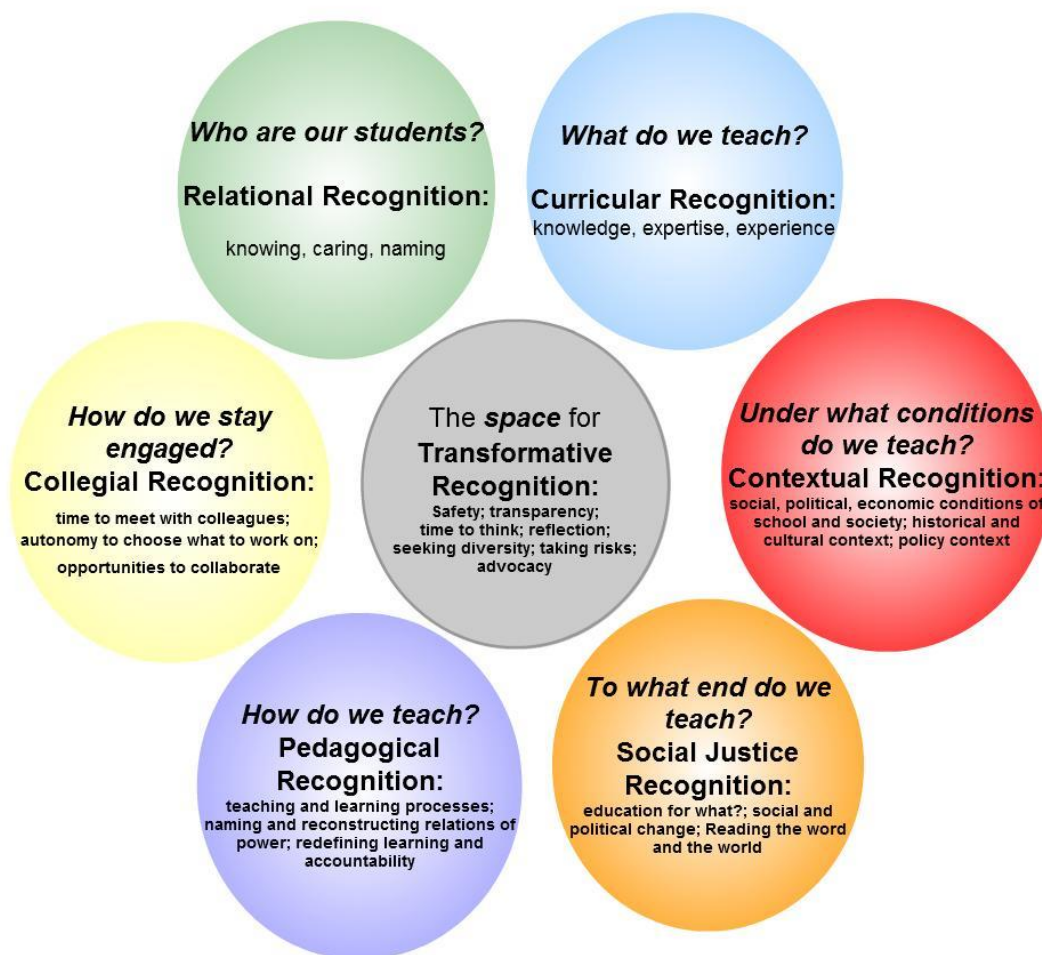 Who are our students?
Relational Recognition:
knowing, caring, naming
What do we teach?
Curricular Recognition:
knowledge, expertise, experience
How do we stay
engaged?
Collegial Recognition:
time to meet with colleagues;
autonomy to choose what to work on;
opportunities to collaborate
The space for
Transformative
Recognition:
Safety; transparency;
time to think; reflection;
seeking diversity; taking risks;
advocacy
Under what conditions
do we teach?
Contextual Recognition:
social, political, economic conditions of
school and society; historical and
cultural context; policy context
How do we teach?
Pedagogical
Recognition:
teaching and learning processes;
naming and reconstructing relations of
power; redefining learning and
accountability
To what end do we
teach?
Social Justice
Recognition:
education for what?; social and
political change; Reading the word
and the world